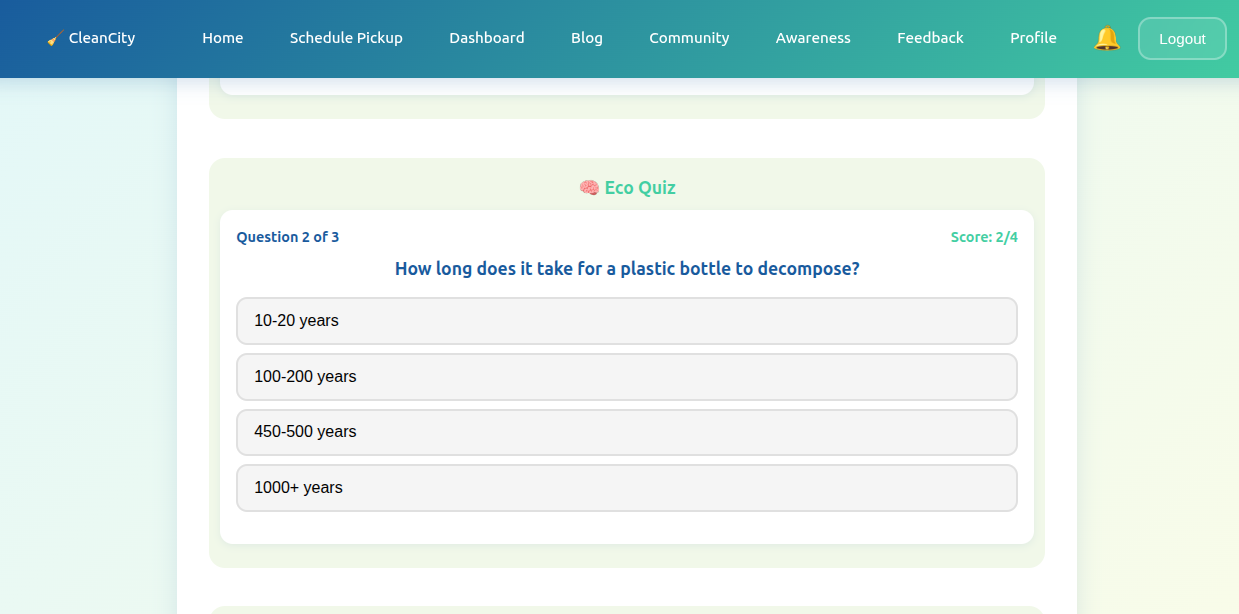 CleanCity Home Schedule Pickup Dashboard Blog Community Awareness Feedback Profile Logout
Eco Quiz
Question 2 of 3 Score: 2/4
How long does it take for a plastic bottle to decompose?
10-20 years
100-200 years
450-500 years
1000+ years